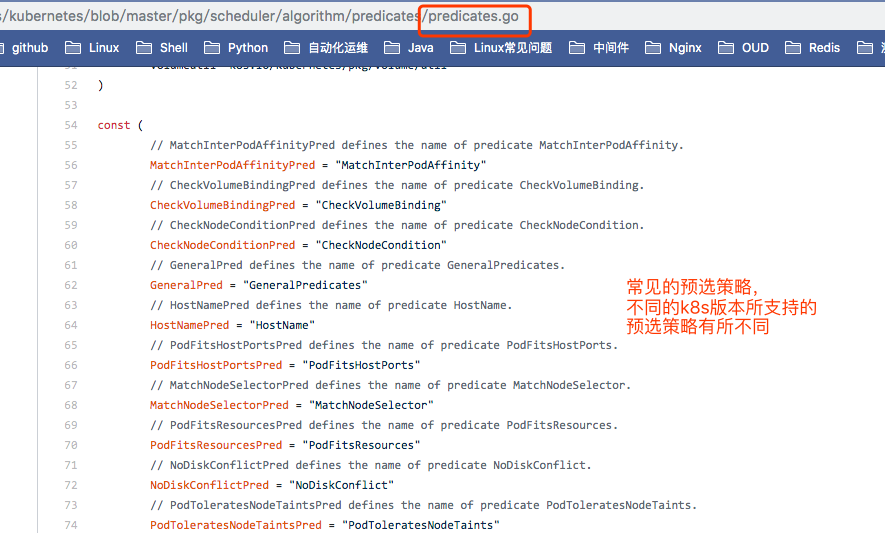 s/kubernetes/blob/master/pkg/scheduler/algorithm/predicates/predicates.go
github Linux Shell Python OpenStack 自动化运维 Java Linux常见问题 中间件 Nginx OUD Redis
51 volumeutil "k8s.io/kubernetes/pkg/volume/util"
52 )
53
54 const (
55 // MatchInterPodAffinityPred defines the name of predicate MatchInterPodAffinity.
56 MatchInterPodAffinityPred = "MatchInterPodAffinity"
57 // CheckVolumeBindingPred defines the name of predicate CheckVolumeBinding.
58 CheckVolumeBindingPred = "CheckVolumeBinding"
59 // CheckNodeConditionPred defines the name of predicate CheckNodeCondition.
60 CheckNodeConditionPred = "CheckNodeCondition"
61 // GeneralPred defines the name of predicate GeneralPredicates.
62 GeneralPred = "GeneralPredicates"
63 // HostNamePred defines the name of predicate HostName.
64 HostNamePred = "HostName"
65 // PodFitsHostPortsPred defines the name of predicate PodFitsHostPorts.
66 PodFitsHostPortsPred = "PodFitsHostPorts"
67 // MatchNodeSelectorPred defines the name of predicate MatchNodeSelector.
68 MatchNodeSelectorPred = "MatchNodeSelector"
69 // PodFitsResourcesPred defines the name of predicate PodFitsResources.
70 PodFitsResourcesPred = "PodFitsResources"
71 // NoDiskConflictPred defines the name of predicate NoDiskConflict.
72 NoDiskConflictPred = "NoDiskConflict"
73 // PodToleratesNodeTaintsPred defines the name of predicate PodToleratesNodeTaints.
74 PodToleratesNodeTaintsPred = "PodToleratesNodeTaints"
常见的预选策略,
不同的k8s版本所支持的
预选策略有所不同